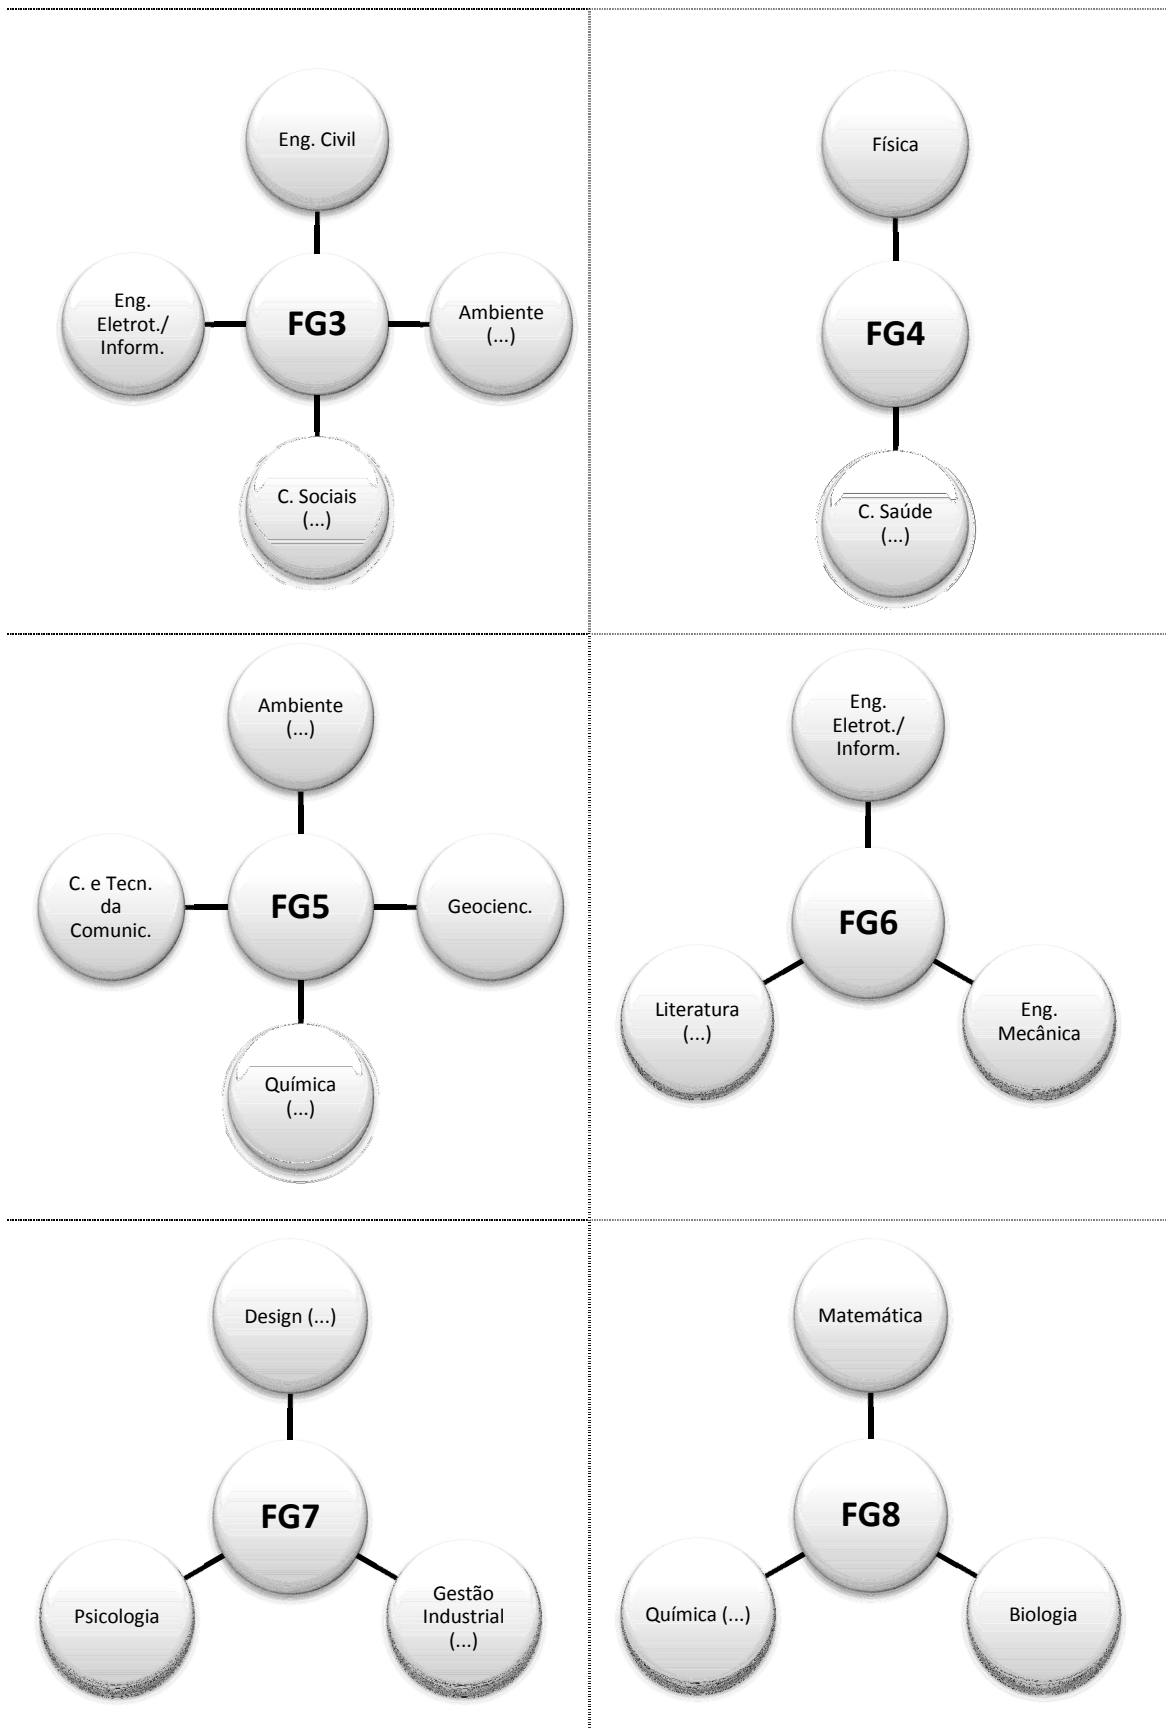 Eng. Civil
Eng.
Eletrot./
Inform.
FG3
Ambiente
(...)
C. Sociais
(...)
Física
FG4
C. Saúde
(...)
Ambiente
(...)
C. e Tecn.
da
Comunic.
FG5
Geocienc.
Química
(...)
Eng.
Eletrot./
Inform.
FG6
Literatura
(...)
Eng.
Mecânica
Design (...)
FG7
Psicologia
Gestão
Industrial
(...)
Matemática
FG8
Química (...)
Biologia